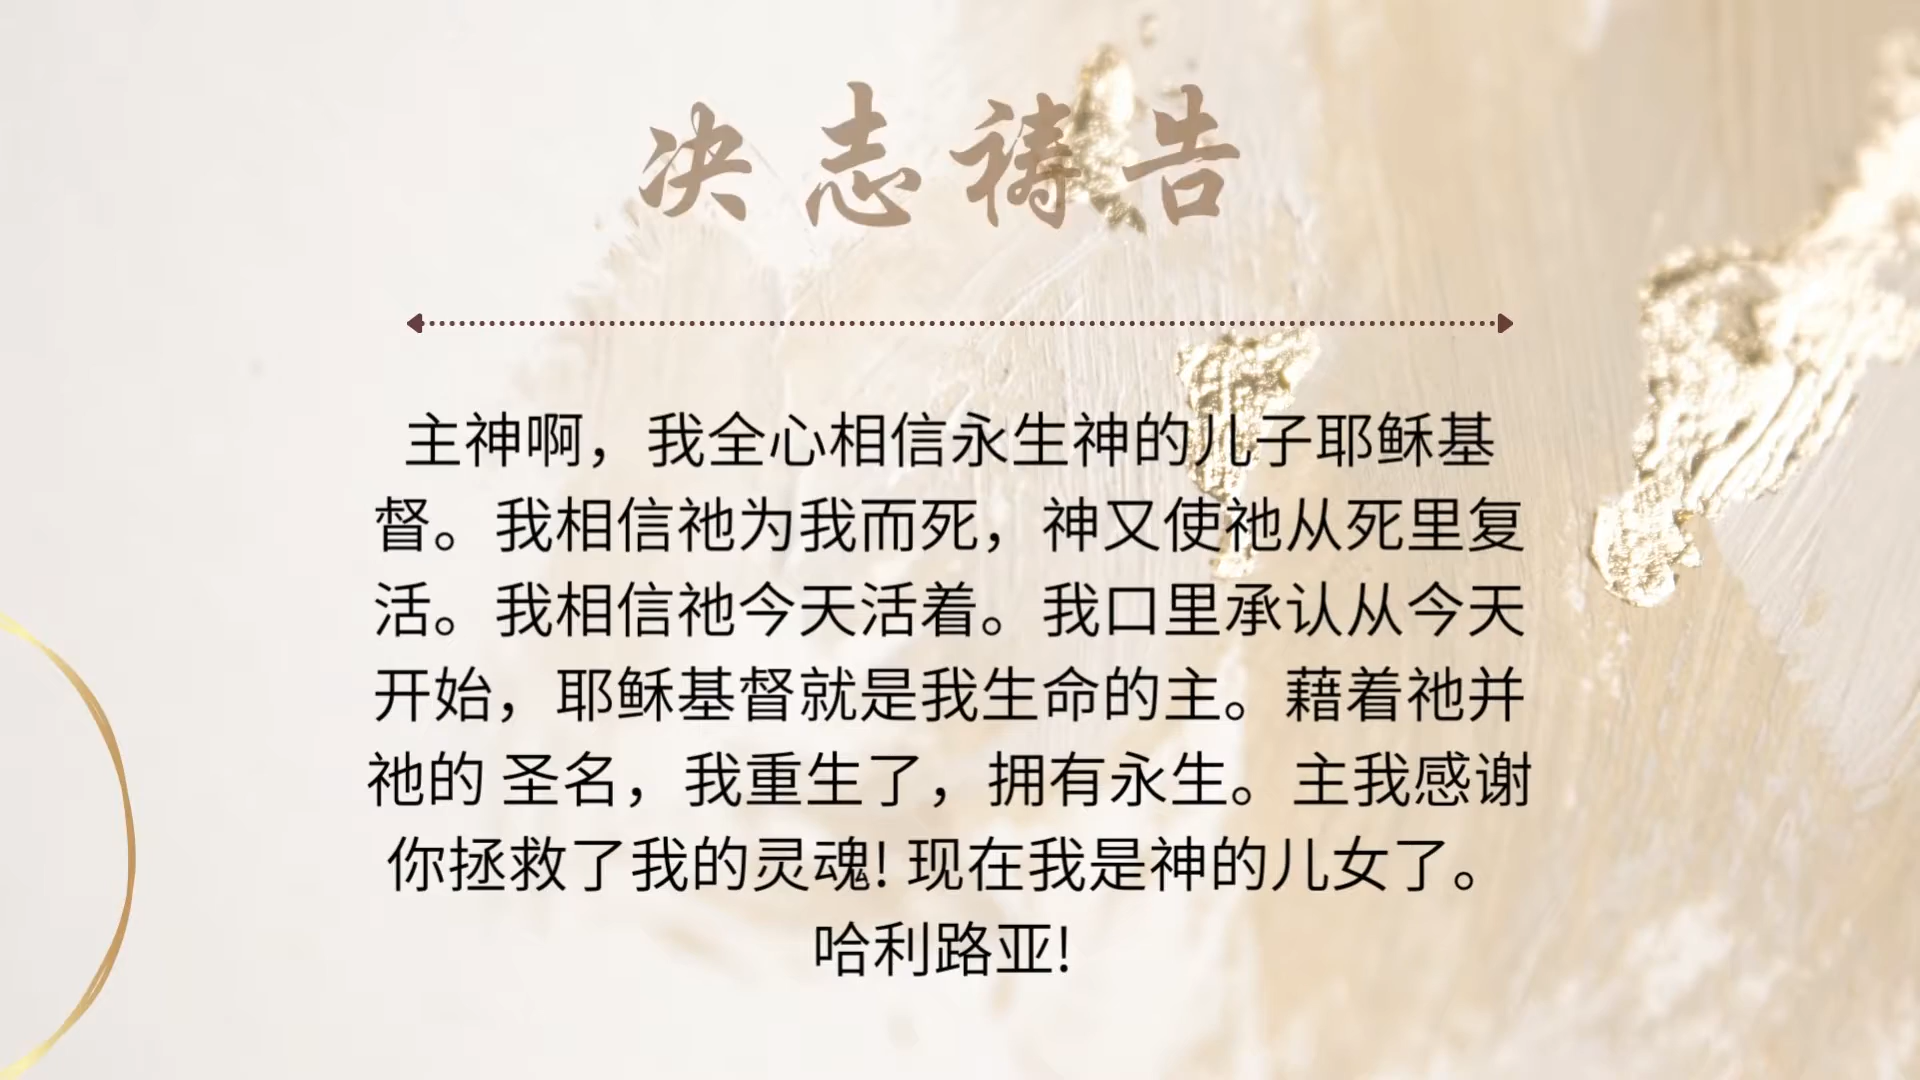 决志祷告
主神啊，我全心相信永生神的儿子耶稣基
督。我相信祂为我而死，神又使祂从死里复
活。我相信祂今天活着。我口里承认从今天
开始，耶稣基督就是我生命的主。藉着祂并
祂的 圣名，我重生了，拥有永生。主我感谢
你拯救了我的灵魂! 现在我是神的儿女了。
哈利路亚!